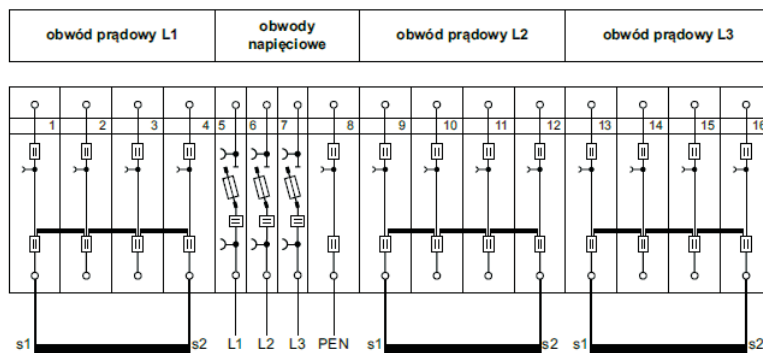 obwód prądowy L1
obwody
napięciowe
obwód prądowy L2
obwód prądowy L3
1 2 3 4 5 6 7 8 9 10 11 12 13 14 15 16
s1 s2 L1 L2 L3 PEN s1 s2 s1 s2